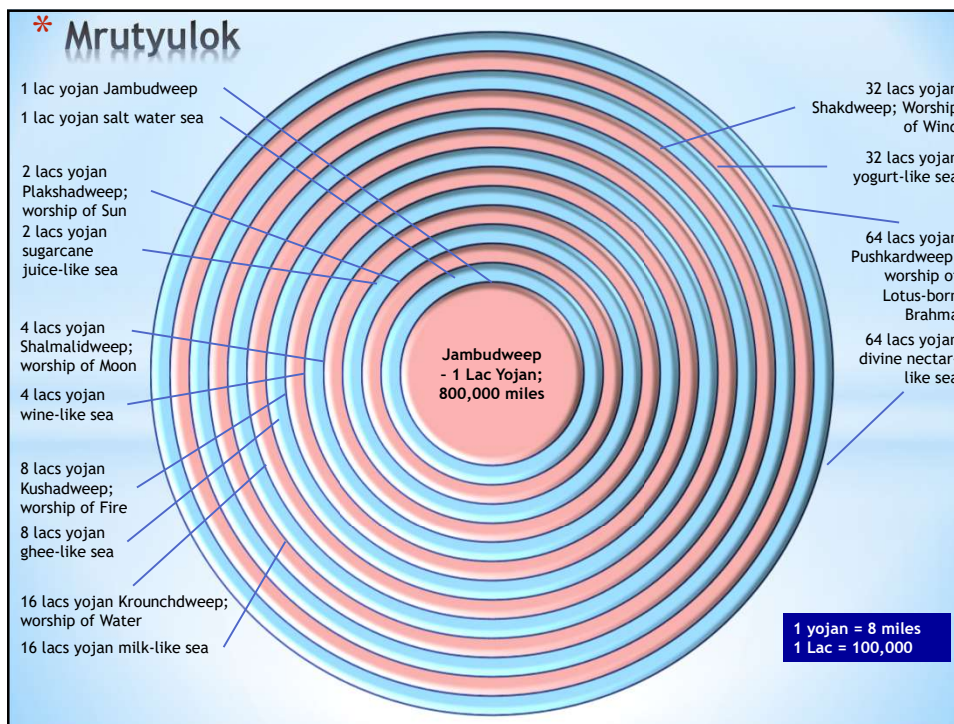 * Mrutyulok
1 lac yojan Jambudweep
1 lac yojan salt water sea
2 lacs yojan
Plakshadweep;
worship of Sun
2 lacs yojan
sugarcane
juice-like sea
4 lacs yojan
Shalmalidweep;
worship of Moon
4 lacs yojan
wine-like sea
8 lacs yojan
Kushadweep;
worship of Fire
8 lacs yojan
ghee-like sea
16 lacs yojan Krounchdweep;
worship of Water
16 lacs yojan milk-like sea
Jambudweep
- 1 Lac Yojan;
800,000 miles
32 lacs yojan
Shakdweep; Worship
of Wind
32 lacs yojan
yogurt-like sea
64 lacs yojan
Pushkardweep;
worship of
Lotus-born
Brahma
64 lacs yojan
divine nectar-
like sea
1 yojan = 8 miles
1 Lac = 100,000